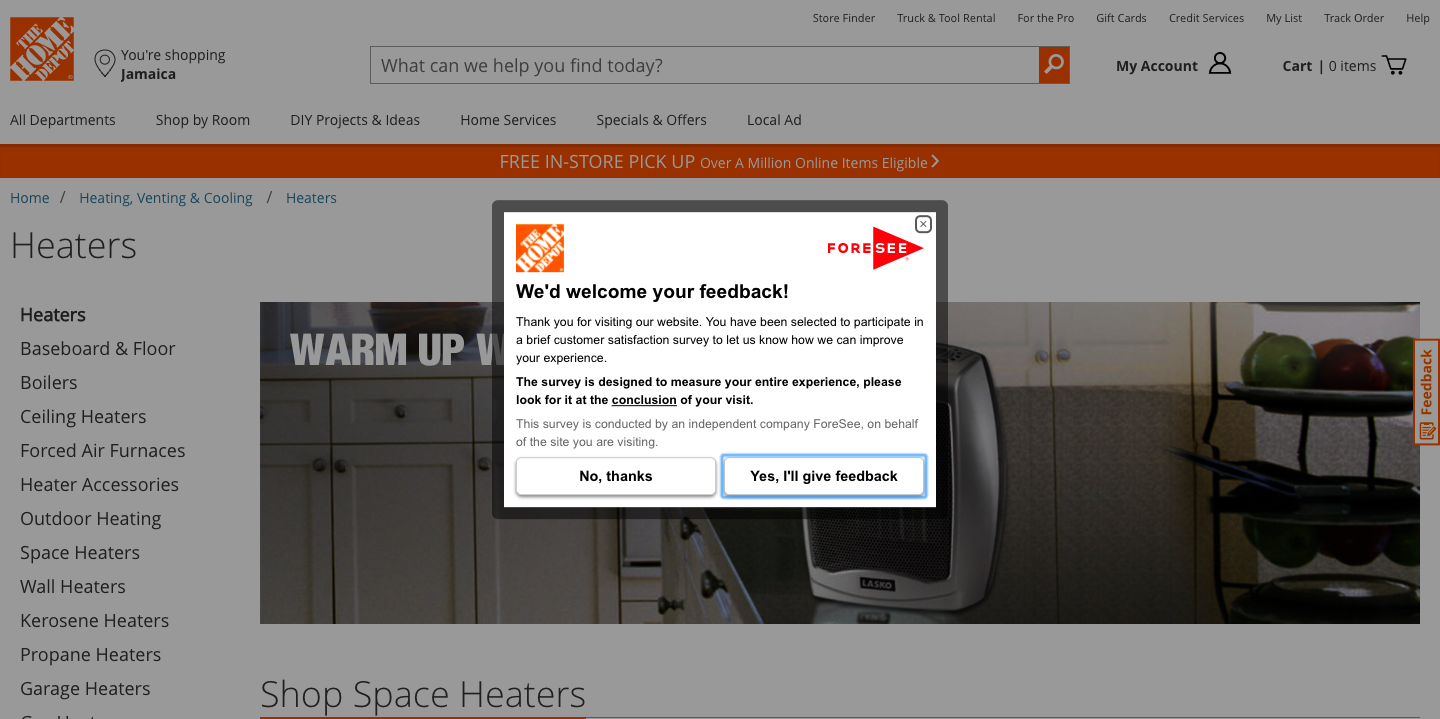 Store Finder Truck & Tool Rental For the Pro Gift Cards Credit Services My List Track Order Help
THE HOME DEPOT
You're shopping
Jamaica
What can we help you find today?
My Account
Cart | 0 items
All Departments Shop by Room DIY Projects & Ideas Home Services Specials & Offers Local Ad
FREE IN-STORE PICK UP Over A Million Online Items Eligible
Home / Heating, Venting & Cooling / Heaters
Heaters
Heaters
Baseboard & Floor
Boilers
Ceiling Heaters
Forced Air Furnaces
Heater Accessories
Outdoor Heating
Space Heaters
Wall Heaters
Kerosene Heaters
Propane Heaters
Garage Heaters
WARM UP W
THE HOME DEPOT
FORESEE
We'd welcome your feedback!
Thank you for visiting our website. You have been selected to participate in
a brief customer satisfaction survey to let us know how we can improve
your experience.
The survey is designed to measure your entire experience, please
look for it at the conclusion of your visit.
This survey is conducted by an independent company ForeSee, on behalf
of the site you are visiting.
No, thanks
Yes, I'll give feedback
LASKO
Feedback
Shop Space Heaters